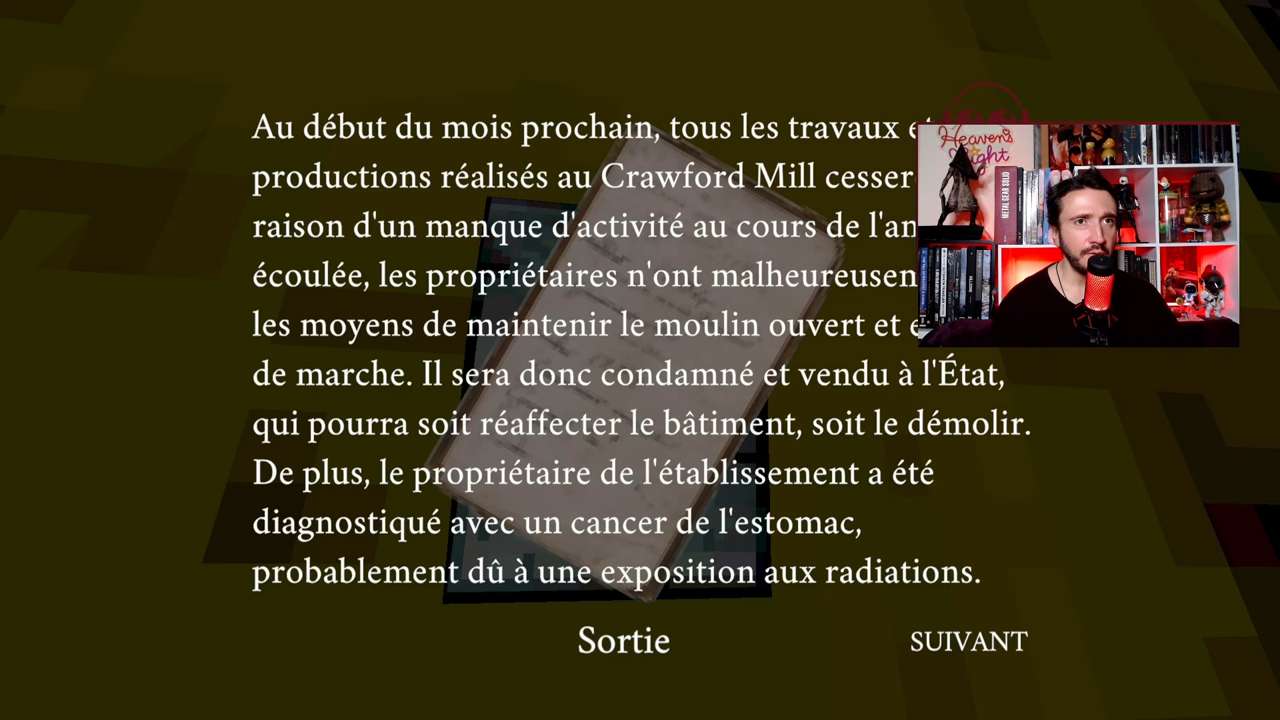 Au début du mois prochain, tous les travaux
productions réalisés au Crawford Mill
raison d'un manque d'activité au cours de
écoulée, les propriétaires n'ont
les moyens de maintenir le moulin ouvert et
de marche. Il sera donc condamné et vendu à l'État,
qui pourra soit réaffecter le bâtiment, soit le démolir.
De plus, le propriétaire de l'établissement a été
diagnostiqué avec un cancer de l'estomac,
probablement dû à une exposition aux radiations.
Sortie
SUIVANT
Heaven's
Night
METAL GEAR SOLID